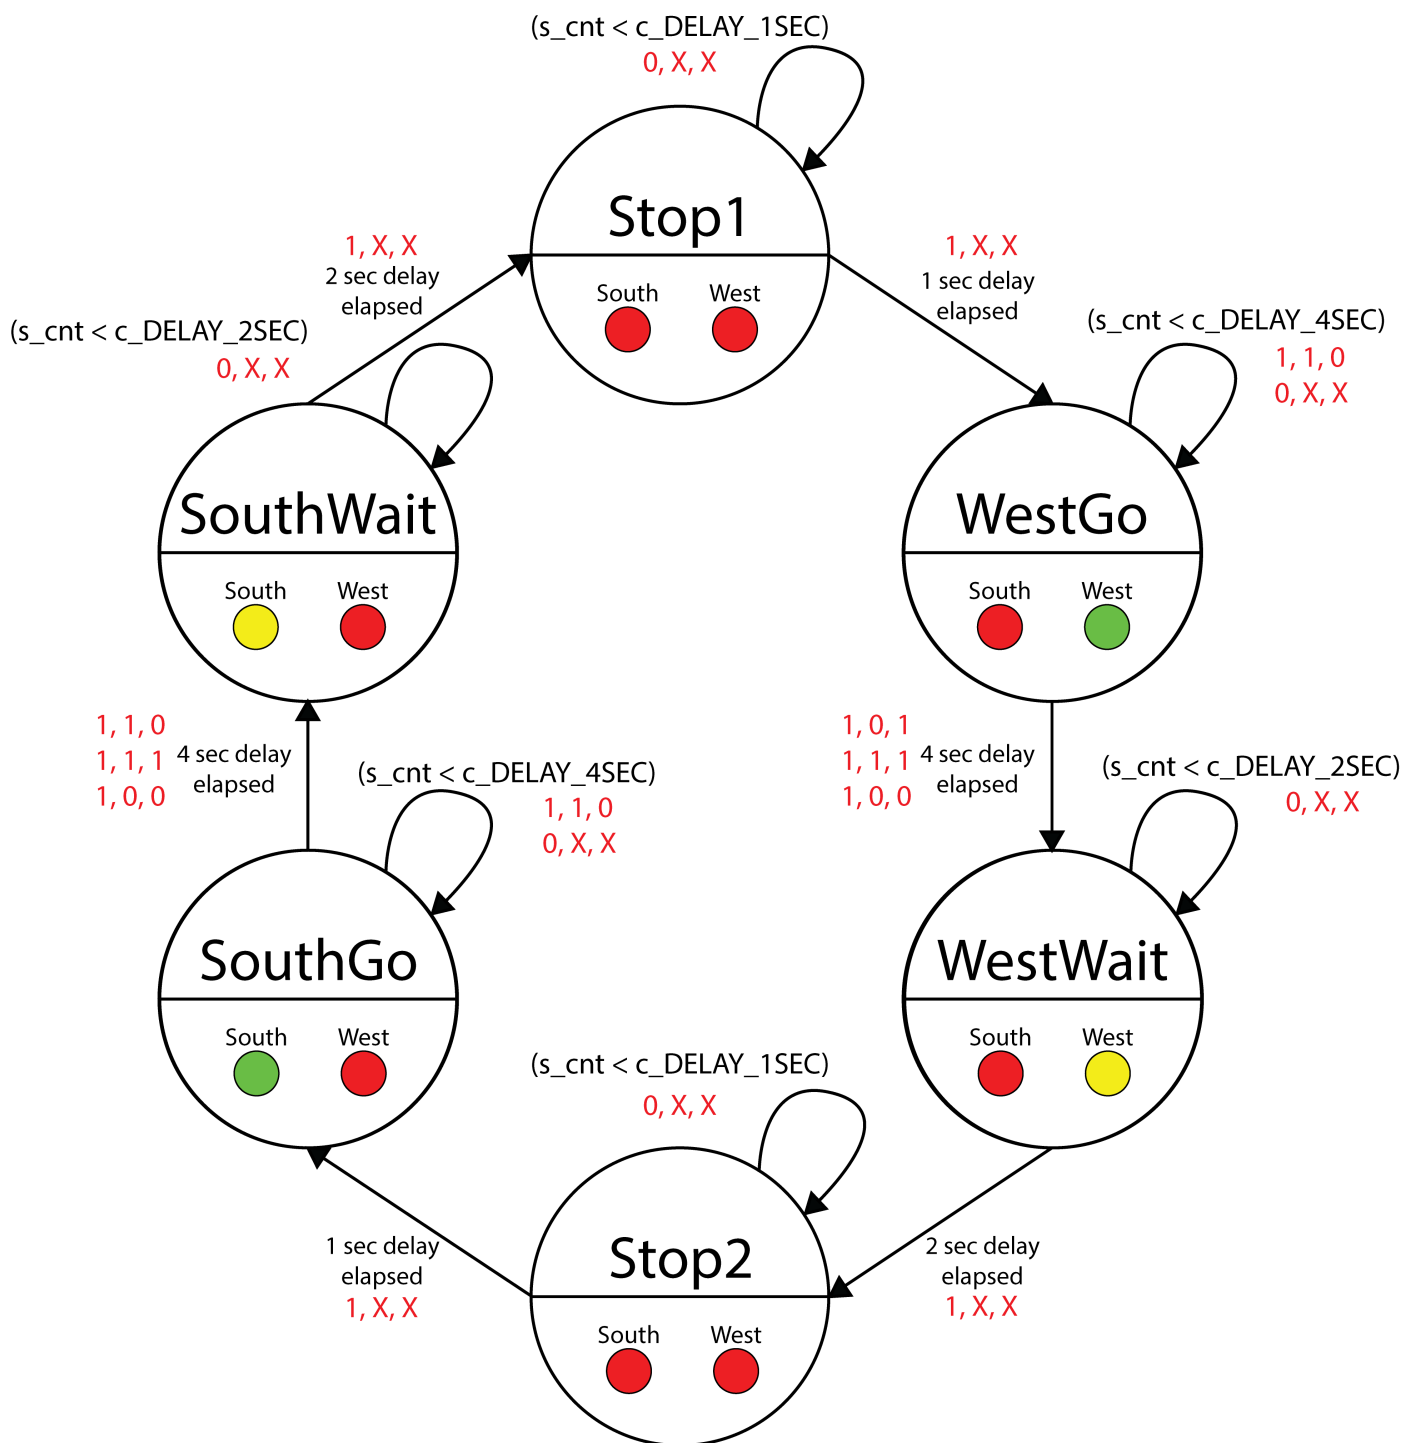 (s_cnt < c_DELAY_1SEC)
0, X, X
Stop1
South West
1, X, X
2 sec delay
elapsed
1, X, X
1 sec delay
elapsed
(s_cnt < c_DELAY_2SEC)
0, X, X
SouthWait
South West
(s_cnt < c_DELAY_4SEC)
1, 1, 0
0, X, X
WestGo
South West
1, 1, 0
1, 1, 1
1, 0, 0
4 sec delay
elapsed
1, 0, 1
1, 1, 1
1, 0, 0
4 sec delay
elapsed
(s_cnt < c_DELAY_4SEC)
1, 1, 0
0, X, X
SouthGo
South West
(s_cnt < c_DELAY_2SEC)
0, X, X
WestWait
South West
(s_cnt < c_DELAY_1SEC)
0, X, X
Stop2
South West
1 sec delay
elapsed
1, X, X
2 sec delay
elapsed
1, X, X